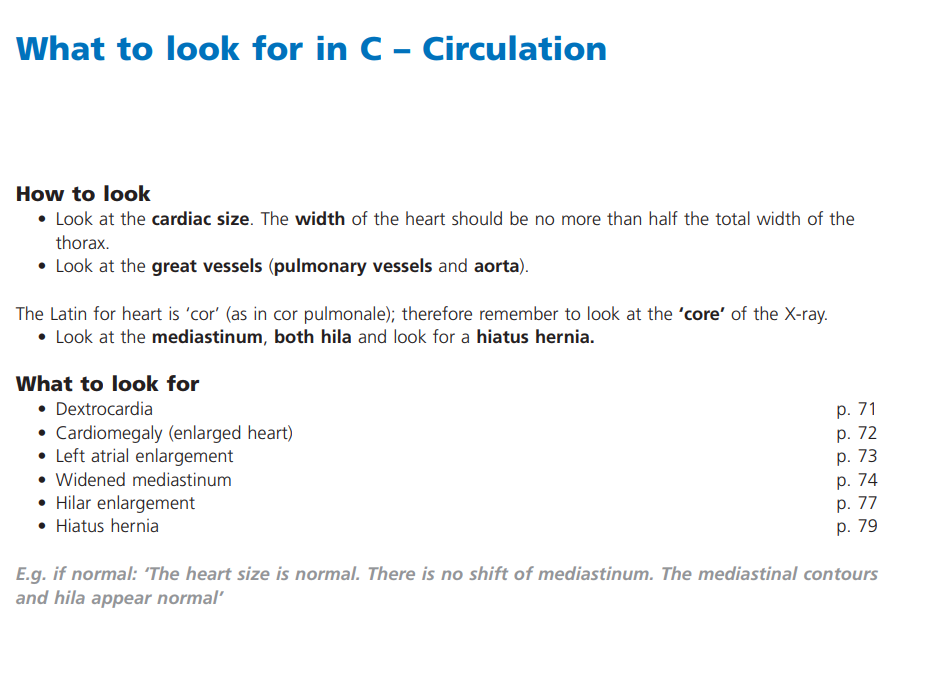 What to look for in C – Circulation
How to look
• Look at the cardiac size. The width of the heart should be no more than half the total width of the
thorax.
• Look at the great vessels (pulmonary vessels and aorta).
The Latin for heart is ‘cor’ (as in cor pulmonale); therefore remember to look at the ‘core’ of the X-ray.
• Look at the mediastinum, both hila and look for a hiatus hernia.
What to look for
• Dextrocardia p. 71
• Cardiomegaly (enlarged heart) p. 72
• Left atrial enlargement p. 73
• Widened mediastinum p. 74
• Hilar enlargement p. 77
• Hiatus hernia p. 79
E.g. if normal: ‘The heart size is normal. There is no shift of mediastinum. The mediastinal contours
and hila appear normal’